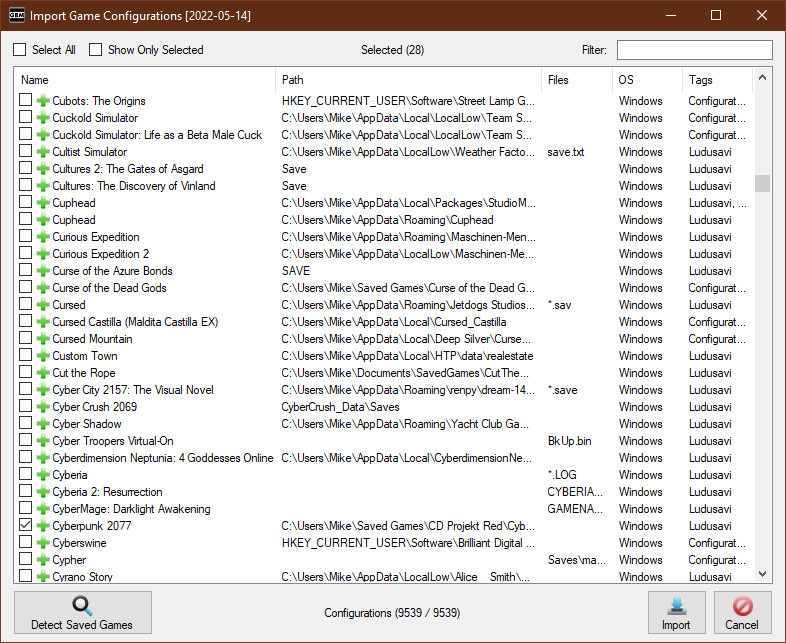 GBM Import Game Configurations [2022-05-14]
Select All Show Only Selected Selected (28) Filter:
Name Path Files OS Tags
Cubots: The Origins HKEY_CURRENT_USER\Software\Street Lamp G... Windows Configurat...
Cuckold Simulator C:\Users\Mike\AppData\Local\LocalLow\Team S... Windows Configurat...
Cuckold Simulator: Life as a Beta Male Cuck C:\Users\Mike\AppData\Local\LocalLow\Team S... Windows Configurat...
Cultist Simulator C:\Users\Mike\AppData\LocalLow\Weather Facto... save.txt Windows Ludusavi
Cultures 2: The Gates of Asgard Save Windows Ludusavi
Cultures: The Discovery of Vinland Save Windows Ludusavi
Cuphead C:\Users\Mike\AppData\Local\Packages\StudioM... Windows Ludusavi, ...
Cuphead C:\Users\Mike\AppData\Roaming\Cuphead Windows Ludusavi
Curious Expedition C:\Users\Mike\AppData\Roaming\Maschinen-Men... Windows Ludusavi
Curious Expedition 2 C:\Users\Mike\AppData\LocalLow\Maschinen-Me... Windows Ludusavi
Curse of the Azure Bonds SAVE Windows Ludusavi
Curse of the Dead Gods C:\Users\Mike\Saved Games\Curse of the Dead G... Windows Configurat...
Cursed C:\Users\Mike\AppData\Roaming\Jetdogs Studios... *.sav Windows Ludusavi
Cursed Castilla (Maldita Castilla EX) C:\Users\Mike\AppData\Local\Cursed_Castilla Windows Configurat...
Cursed Mountain C:\Users\Mike\AppData\Local\Deep Silver\Curse... Windows Configurat...
Custom Town C:\Users\Mike\AppData\Local\HTP\data\realestate Windows Ludusavi
Cut the Rope C:\Users\Mike\Documents\SavedGames\CutThe... Windows Configurat...
Cyber City 2157: The Visual Novel C:\Users\Mike\AppData\Roaming\renpy\dream-14... *.save Windows Ludusavi
Cyber Crush 2069 CyberCrush_Data\Saves Windows Ludusavi
Cyber Shadow C:\Users\Mike\AppData\Roaming\Yacht Club Ga... Windows Ludusavi
Cyber Troopers Virtual-On BkUp.bin Windows Ludusavi
Cyberdimension Neptunia: 4 Goddesses Online C:\Users\Mike\AppData\Local\CyberdimensionNe... Windows Ludusavi
Cyberia *.LOG Windows Ludusavi
Cyberia 2: Resurrection CYBERIA... Windows Ludusavi
CyberMage: Darklight Awakening GAMENA... Windows Ludusavi
Cyberpunk 2077 C:\Users\Mike\Saved Games\CD Projekt Red\Cyb... Windows Ludusavi
Cyberswine HKEY_CURRENT_USER\Software\Brilliant Digital ... Windows Configurat...
Cypher Saves\ma... Windows Configurat...
Cyrano Story C:\Users\Mike\AppData\LocalLow\Alice__Smith\... Windows Ludusavi
Detect Saved Games Configurations (9539 / 9539) Import Cancel